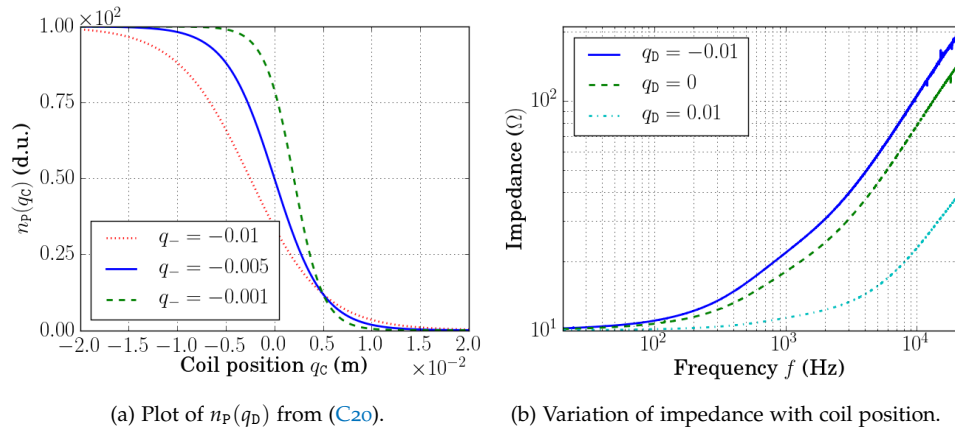 1.00 ×10²
0.75
0.50
0.25
0.00
n_P(q_C) (d.u.)
q₋ = −0.01
q₋ = −0.005
q₋ = −0.001
−2.0 −1.5 −1.0 −0.5 0.0 0.5 1.0 1.5 2.0
Coil position q_C (m) ×10⁻²
(a) Plot of n_P(q_D) from (C20).
10²
10¹
Impedance (Ω)
q_D = −0.01
q_D = 0
q_D = 0.01
10² 10³ 10⁴
Frequency f (Hz)
(b) Variation of impedance with coil position.